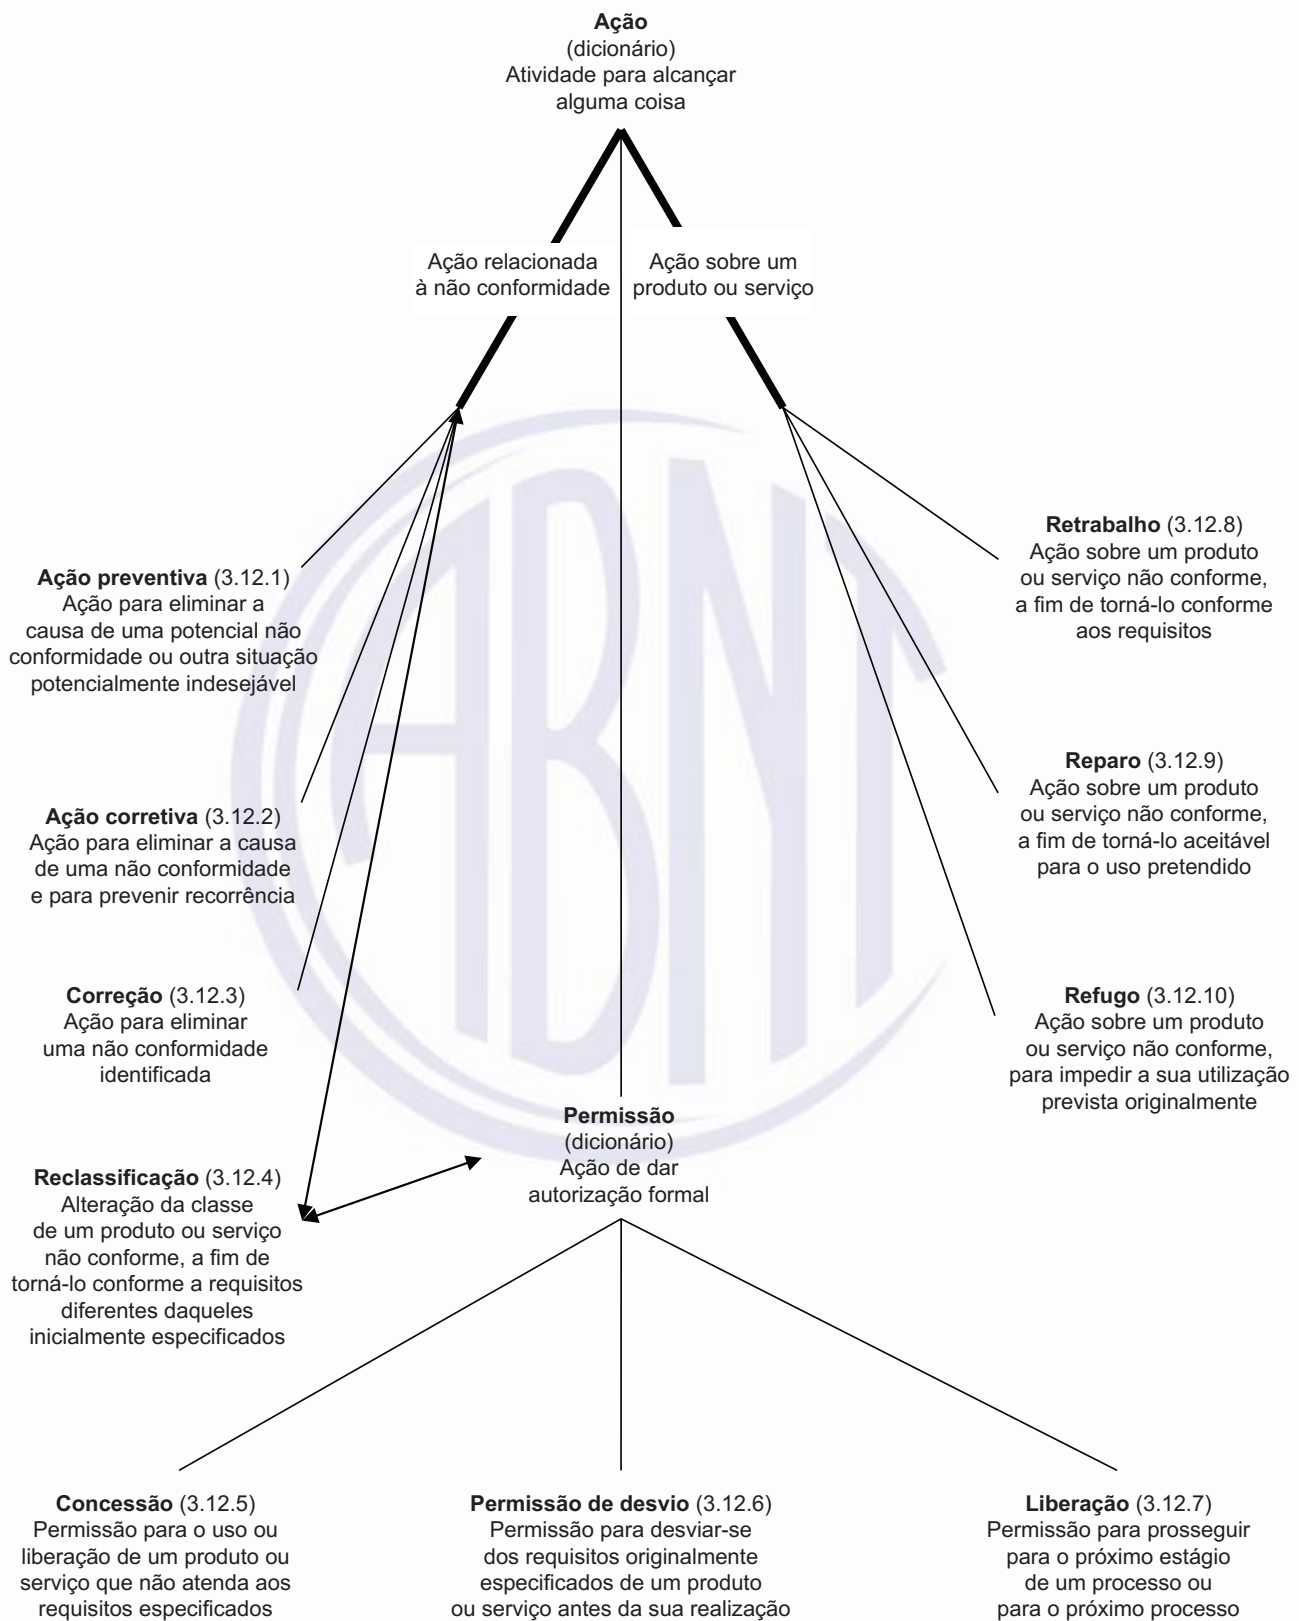 Ação
(dicionário)
Atividade para alcançar
alguma coisa
Ação relacionada
à não conformidade
Ação sobre um
produto ou serviço
Ação preventiva (3.12.1)
Ação para eliminar a
causa de uma potencial não
conformidade ou outra situação
potencialmente indesejável
Ação corretiva (3.12.2)
Ação para eliminar a causa
de uma não conformidade
e para prevenir recorrência
Correção (3.12.3)
Ação para eliminar
uma não conformidade
identificada
Reclassificação (3.12.4)
Alteração da classe
de um produto ou serviço
não conforme, a fim de
torná-lo conforme a requisitos
diferentes daqueles
inicialmente especificados
Retrabalho (3.12.8)
Ação sobre um produto
ou serviço não conforme,
a fim de torná-lo conforme
aos requisitos
Reparo (3.12.9)
Ação sobre um produto
ou serviço não conforme,
a fim de torná-lo aceitável
para o uso pretendido
Refugo (3.12.10)
Ação sobre um produto
ou serviço não conforme,
para impedir a sua utilização
prevista originalmente
Permissão
(dicionário)
Ação de dar
autorização formal
Concessão (3.12.5)
Permissão para o uso ou
liberação de um produto ou
serviço que não atenda aos
requisitos especificados
Permissão de desvio (3.12.6)
Permissão para desviar-se
dos requisitos originalmente
especificados de um produto
ou serviço antes da sua realização
Liberação (3.12.7)
Permissão para prosseguir
para o próximo estágio
de um processo ou
para o próximo processo
ABNT